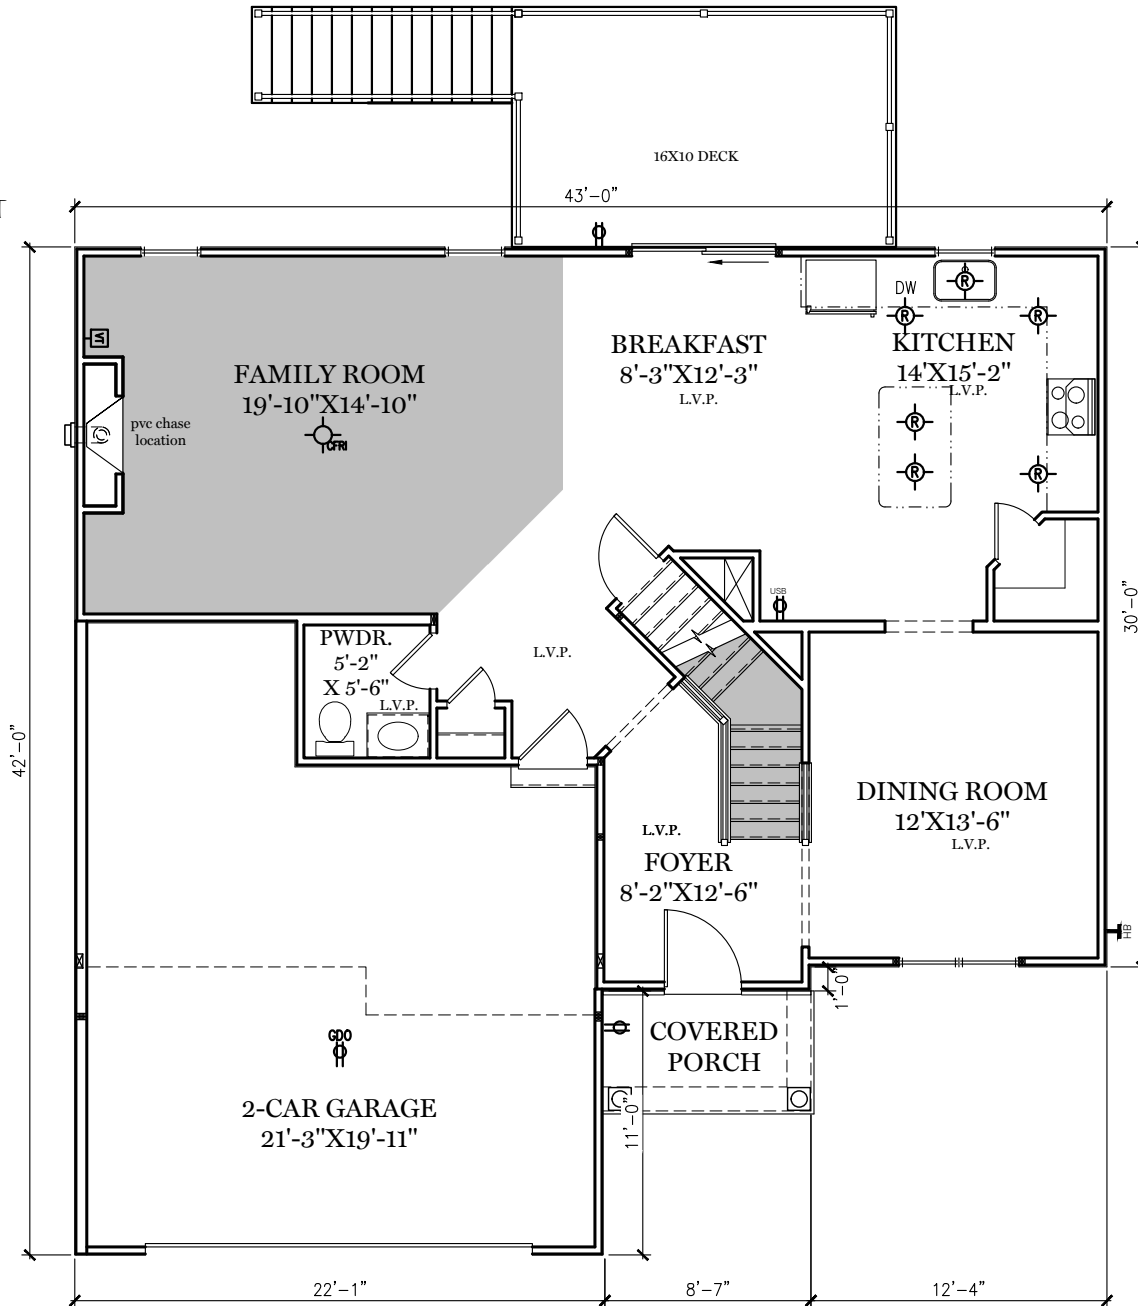 16X10 DECK
43'-0"
DW
R
R
R
BREAKFAST
8'-3"X12'-3"
L.V.P.
KITCHEN
14'X15'-2"
L.V.P.
FAMILY ROOM
19'-10"X14'-10"
pvc chase
location
CFRI
R
R
R
USB
30'-0"
PWDR.
5'-2"
X 5'-6"
L.V.P.
L.V.P.
42'-0"
DINING ROOM
12'X13'-6"
L.V.P.
L.V.P.
FOYER
8'-2"X12'-6"
HB
1'-0"
COVERED
PORCH
GDO
2-CAR GARAGE
21'-3"X19'-11"
11'-0"
22'-1"
8'-7"
12'-4"